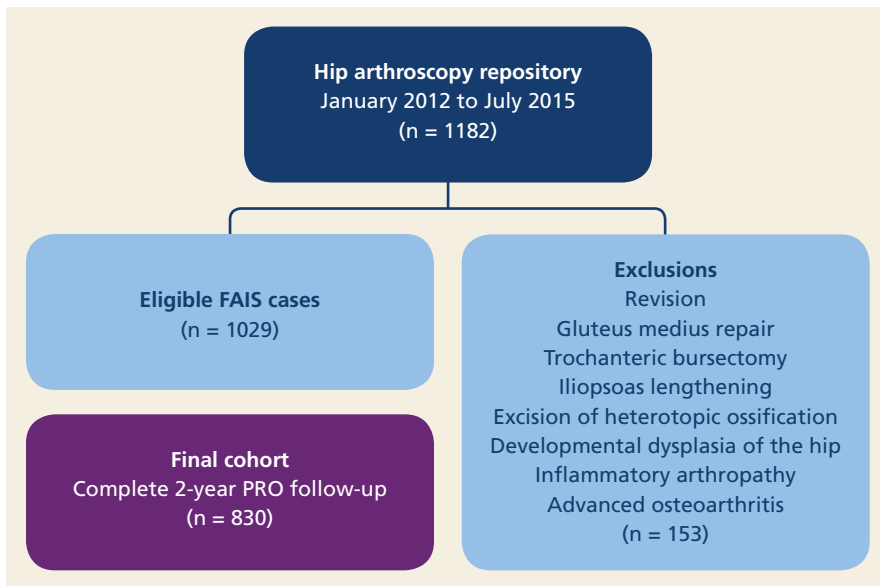 Hip arthroscopy repository
January 2012 to July 2015
(n = 1182)
Eligible FAIS cases
(n = 1029)
Exclusions
Revision
Gluteus medius repair
Trochanteric bursectomy
Iliopsoas lengthening
Excision of heterotopic ossification
Developmental dysplasia of the hip
Inflammatory arthropathy
Advanced osteoarthritis
(n = 153)
Final cohort
Complete 2-year PRO follow-up
(n = 830)